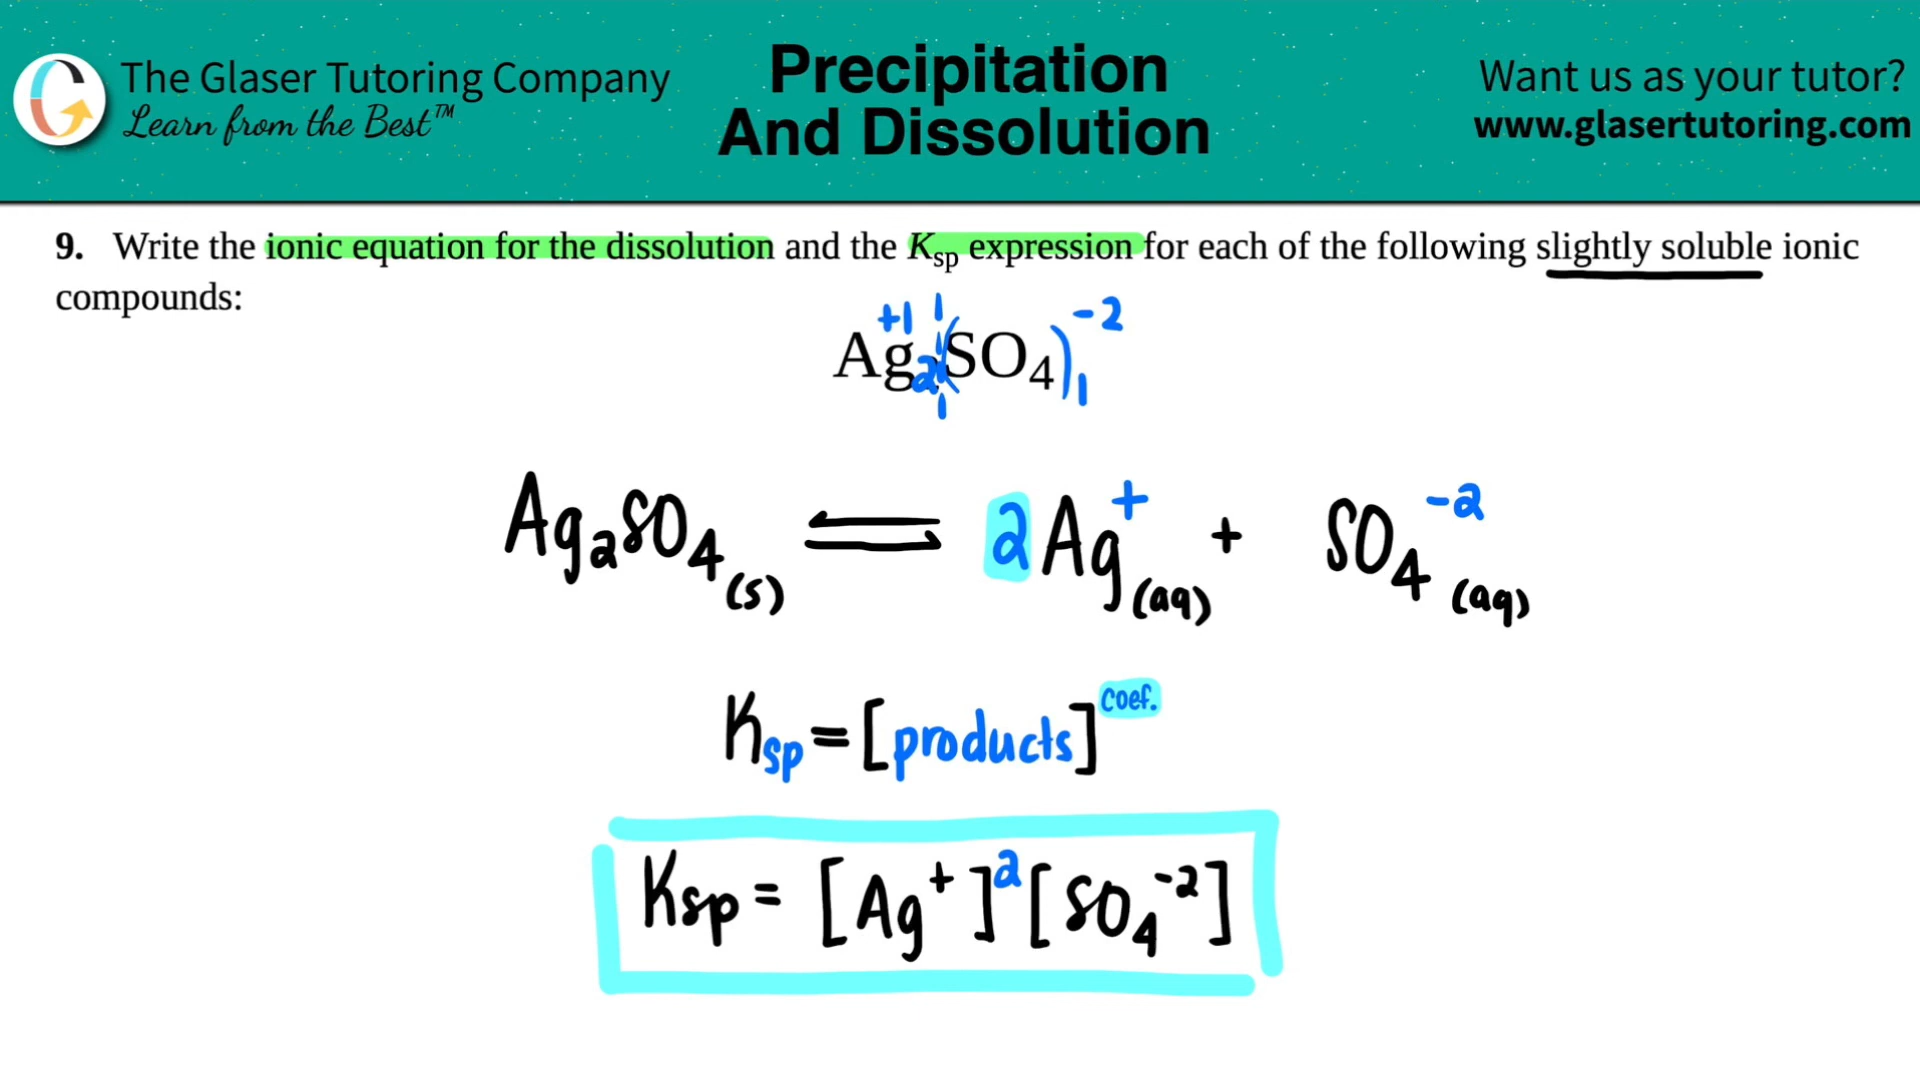 The Glaser Tutoring Company
Learn from the Best™
Precipitation
And Dissolution
Want us as your tutor?
www.glasertutoring.com
9. Write the ionic equation for the dissolution and the Ksp expression for each of the following slightly soluble ionic
compounds:
Ag₂⁺¹(SO₄)₁⁻²
Ag₂SO₄(s) ⇌ 2Ag⁺(aq) + SO₄⁻²(aq)
Ksp = [products]^coef.
Ksp = [Ag⁺]²[SO₄⁻²]